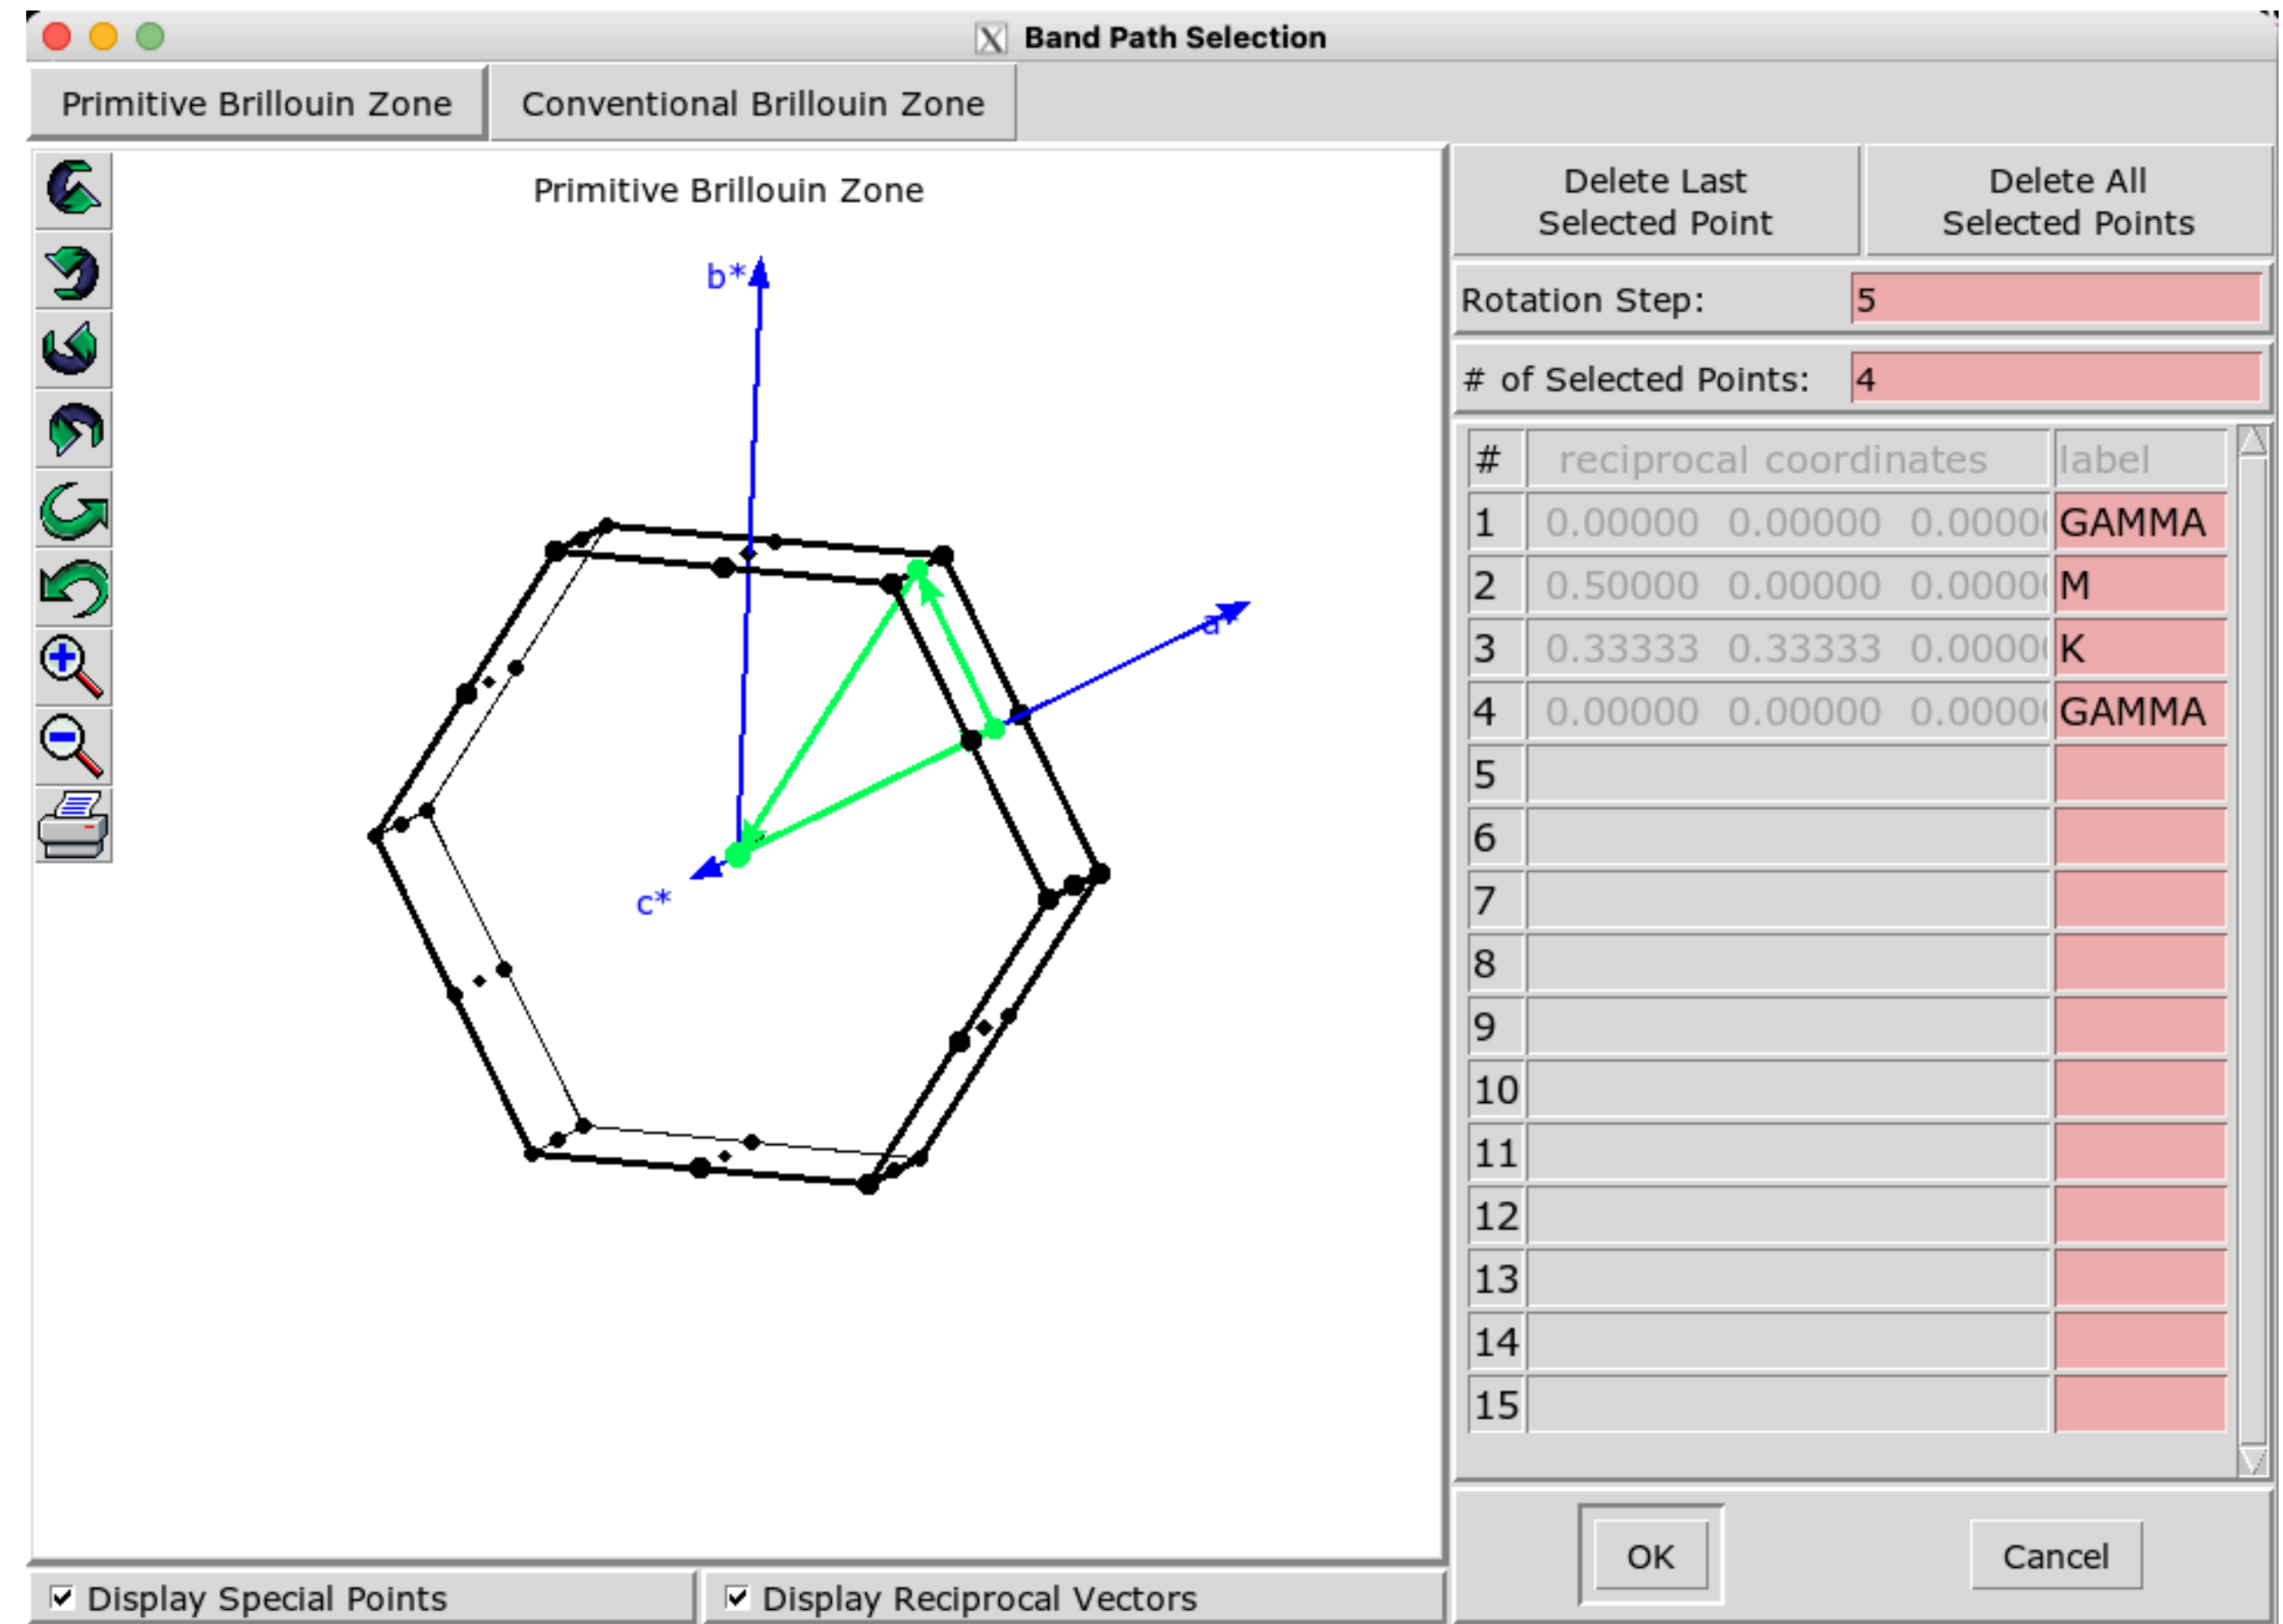 Band Path Selection
Primitive Brillouin Zone
Conventional Brillouin Zone
Primitive Brillouin Zone
b*
a*
c*
Delete Last
Selected Point
Delete All
Selected Points
Rotation Step: 5
# of Selected Points: 4
# reciprocal coordinates label
1 0.00000 0.00000 0.0000 GAMMA
2 0.50000 0.00000 0.0000 M
3 0.33333 0.33333 0.0000 K
4 0.00000 0.00000 0.0000 GAMMA
5
6
7
8
9
10
11
12
13
14
15
OK
Cancel
Display Special Points
Display Reciprocal Vectors